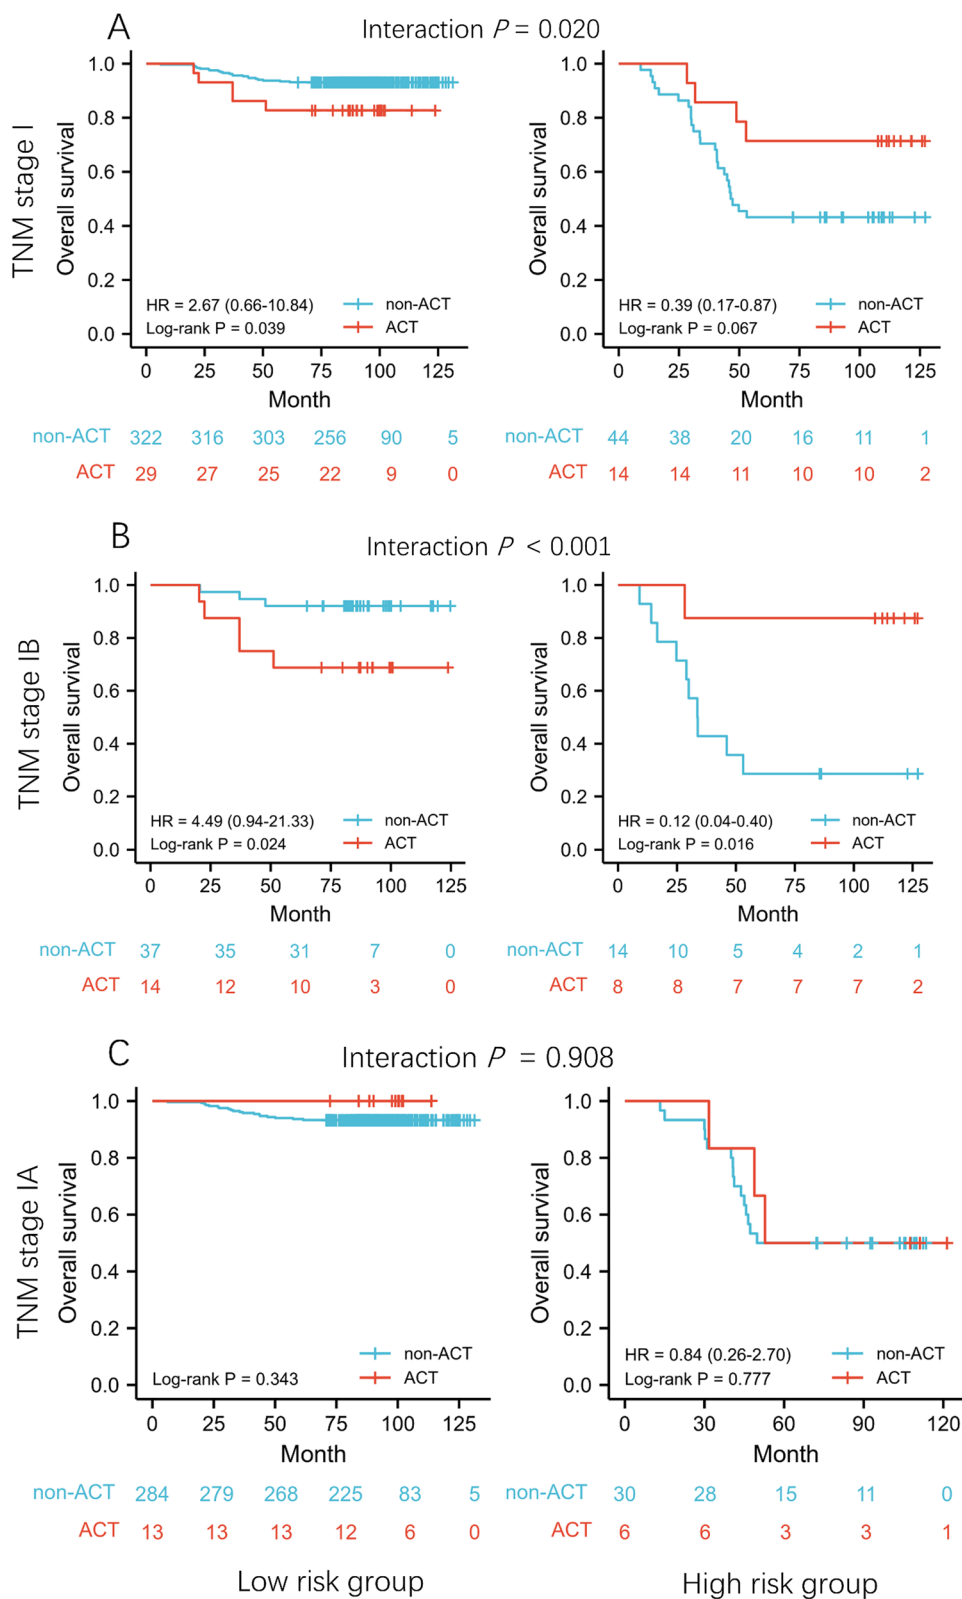 A
Interaction P = 0.020
TNM stage I
Overall survival
1.0
0.8
0.6
0.4
0.2
0.0
HR = 2.67 (0.66-10.84)
Log-rank P = 0.039
non-ACT
ACT
0 25 50 75 100 125
Month
non-ACT 322 316 303 256 90 5
ACT 29 27 25 22 9 0
Overall survival
1.0
0.8
0.6
0.4
0.2
0.0
HR = 0.39 (0.17-0.87)
Log-rank P = 0.067
non-ACT
ACT
0 25 50 75 100 125
Month
non-ACT 44 38 20 16 11 1
ACT 14 14 11 10 10 2
B
Interaction P < 0.001
TNM stage IB
Overall survival
1.0
0.8
0.6
0.4
0.2
0.0
HR = 4.49 (0.94-21.33)
Log-rank P = 0.024
non-ACT
ACT
0 25 50 75 100 125
Month
non-ACT 37 35 31 7 0
ACT 14 12 10 3 0
Overall survival
1.0
0.8
0.6
0.4
0.2
0.0
HR = 0.12 (0.04-0.40)
Log-rank P = 0.016
non-ACT
ACT
0 25 50 75 100 125
Month
non-ACT 14 10 5 4 2 1
ACT 8 8 7 7 7 2
C
Interaction P = 0.908
TNM stage IA
Overall survival
1.0
0.8
0.6
0.4
0.2
0.0
Log-rank P = 0.343
non-ACT
ACT
0 25 50 75 100 125
Month
non-ACT 284 279 268 225 83 5
ACT 13 13 13 12 6 0
Overall survival
1.0
0.8
0.6
0.4
0.2
0.0
HR = 0.84 (0.26-2.70)
Log-rank P = 0.777
non-ACT
ACT
0 30 60 90 120
Month
non-ACT 30 28 15 11 0
ACT 6 6 3 3 1
Low risk group
High risk group